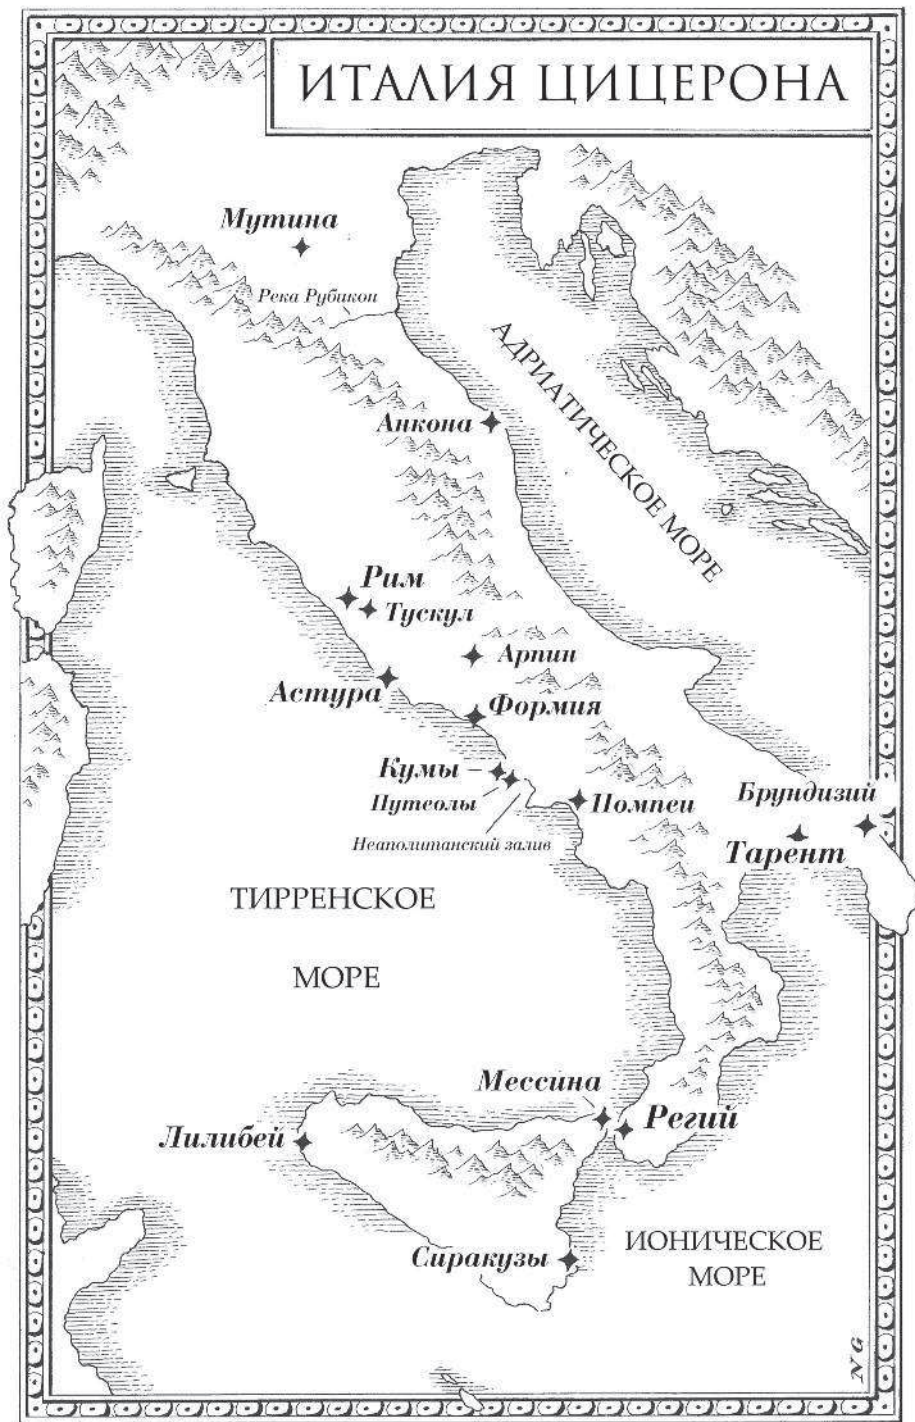 ИТАЛИЯ ЦИЦЕРОНА
Мутина
Река Рубикон
АДРИАТИЧЕСКОЕ МОРЕ
Анкона
Рим
Тускул
Арпин
Астура
Формия
Кумы
Путеолы
Неаполитанский залив
Помпеи
Брундизий
Тарент
ТИРРЕНСКОЕ
МОРЕ
Мессина
Регий
Лилибей
Сиракузы
ИОНИЧЕСКОЕ
МОРЕ
NG